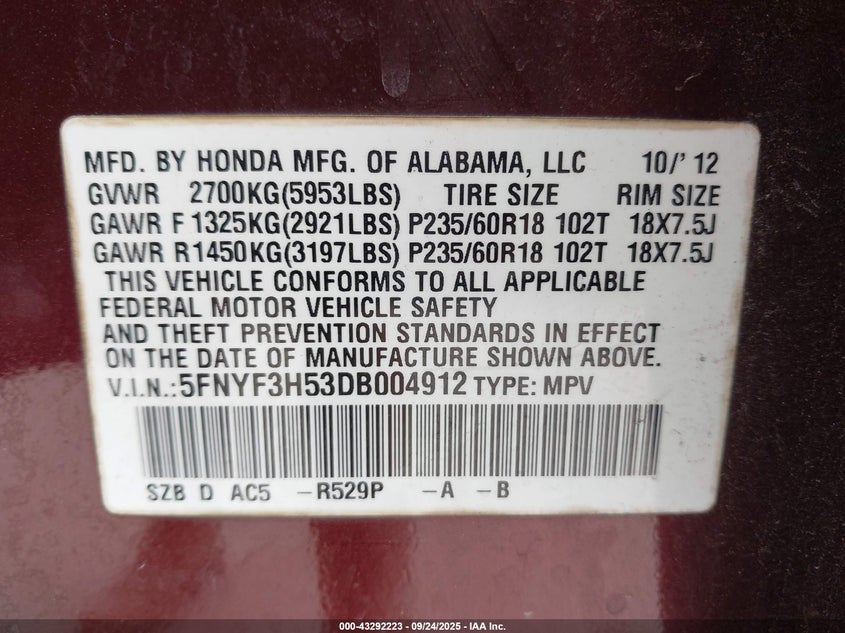 MFD. BY HONDA MFG. OF ALABAMA, LLC 10/'12
GVWR 2700KG(5953LBS) TIRE SIZE RIM SIZE
GAWR F 1325KG(2921LBS) P235/60R18 102T 18X7.5J
GAWR R1450KG(3197LBS) P235/60R18 102T 18X7.5J
THIS VEHICLE CONFORMS TO ALL APPLICABLE
FEDERAL MOTOR VEHICLE SAFETY
AND THEFT PREVENTION STANDARDS IN EFFECT
ON THE DATE OF MANUFACTURE SHOWN ABOVE.
V.I.N.:5FNYF3H53DB004912 TYPE: MPV
SZB D AC5 -R529P -A -B
000-43292223 - 09/24/2025 - IAA Inc.